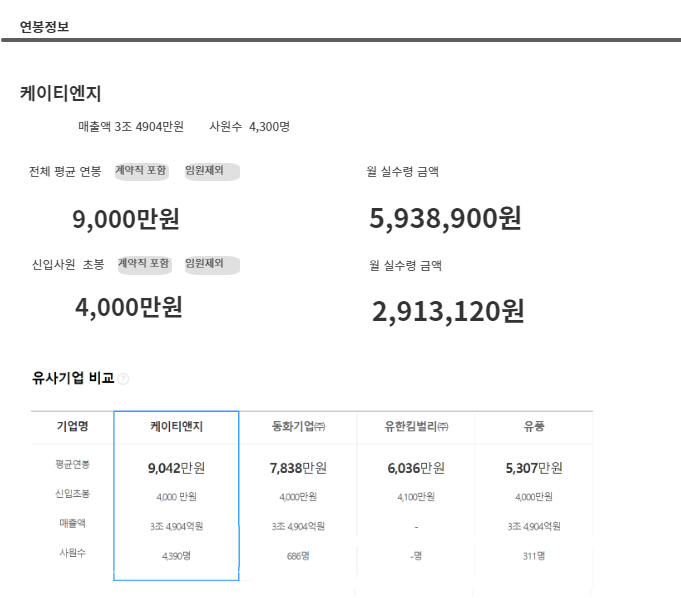 연봉정보
케이티엔지
매출액 3조 4904만원 사원수 4,300명
전체 평균 연봉 계약직 포함 임원제외 월 실수령 금액
9,000만원 5,938,900원
신입사원 초봉 계약직 포함 임원제외 월 실수령 금액
4,000만원 2,913,120원
유사기업 비교 ?
기업명 케이티앤지 동화기업㈜ 유한킴벌리㈜ 유풍
평균연봉 9,042만원 7,838만원 6,036만원 5,307만원
신입초봉 4,000 만원 4,000만원 4,100만원 4,000만원
매출액 3조 4,904억원 3조 4,904억원 - 3조 4,904억원
사원수 4,390명 686명 -명 311명